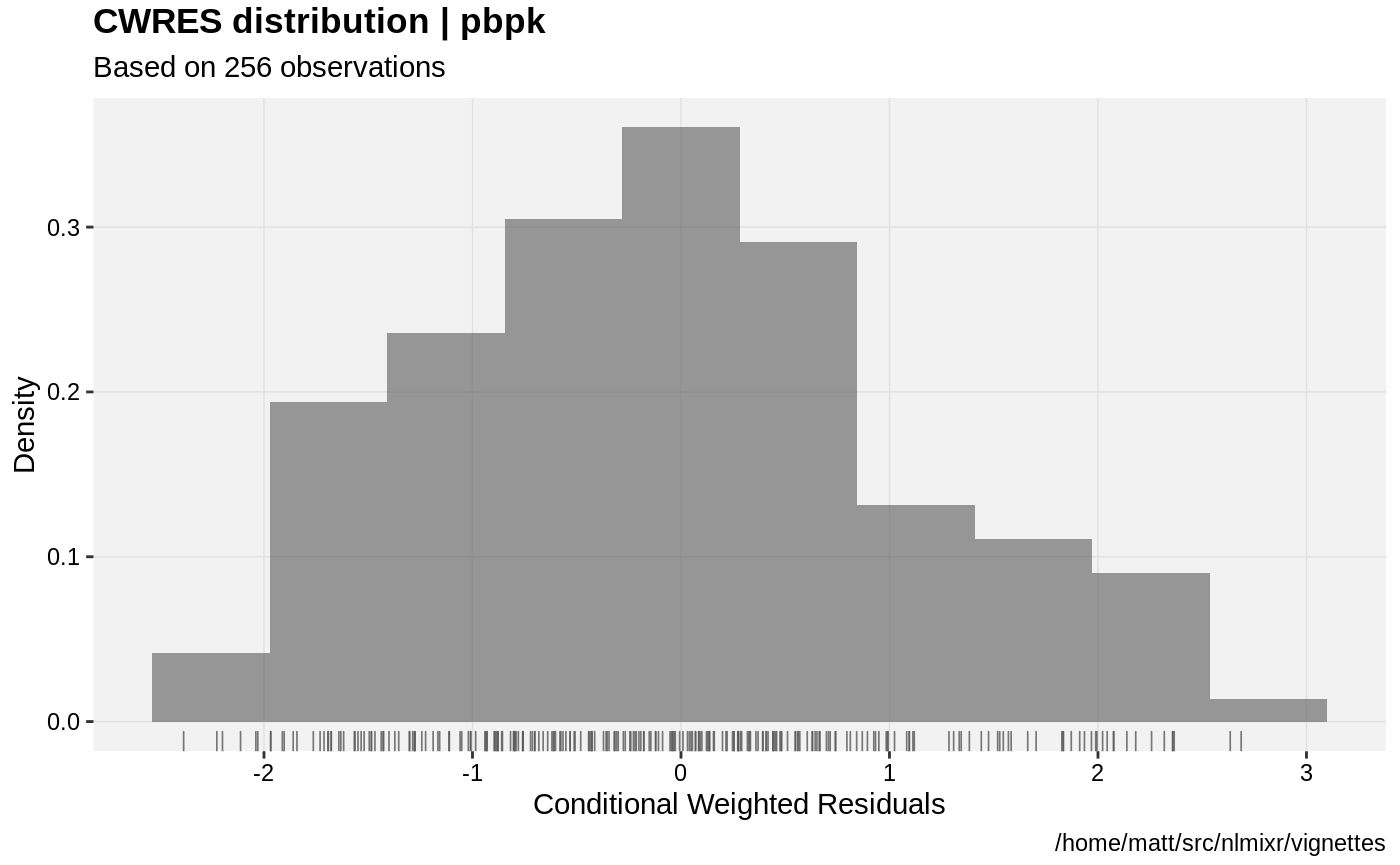 CWRES distribution | pbpk
Based on 256 observations
Density
0.3
0.2
0.1
0.0
-2 -1 0 1 2 3
Conditional Weighted Residuals
/home/matt/src/nlmixr/vignettes